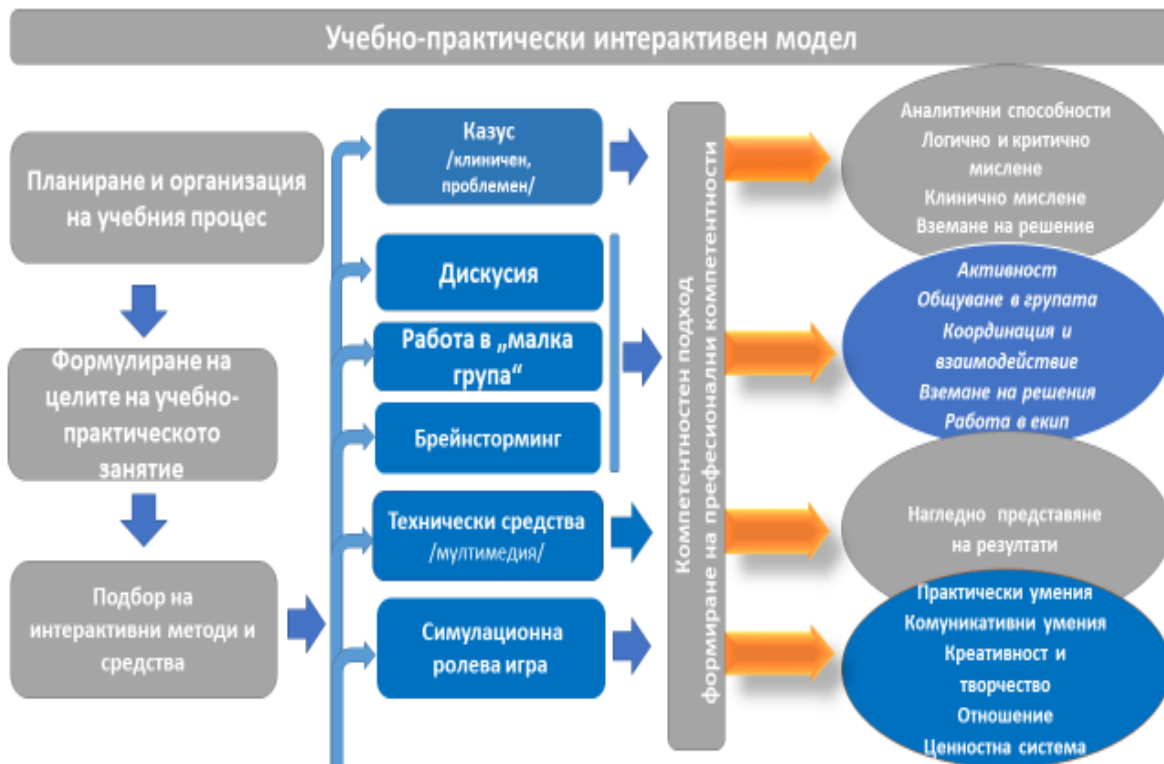 Учебно-практически интерактивен модел
Планиране и организация
на учебния процес
Формулиране на
целите на учебно-
практическото
занятие
Подбор на
интерактивни методи и
средства
Казус
/клиничен,
проблемен/
Дискусия
Работа в „малка
група“
Брейнсторминг
Технически средства
/мултимедия/
Симулационна
ролева игра
Компетентностен подход
формиране на префесионални компетентности
Аналитични способности
Логично и критично
мислене
Клинично мислене
Вземане на решение
Активност
Общуване в групата
Координация и
взаимодействие
Вземане на решения
Работа в екип
Нагледно представяне
на резултати
Практически умения
Комуникативни умения
Креативност и
творчество
Отношение
Ценностна система